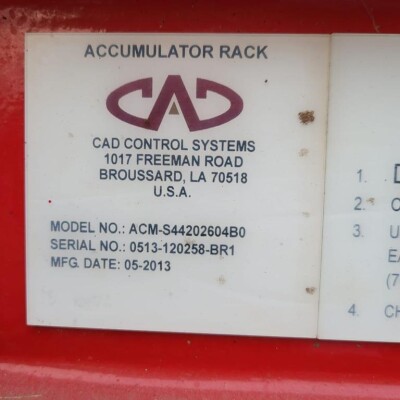 ACCUMULATOR RACK
CAD
CAD CONTROL SYSTEMS
1017 FREEMAN ROAD
BROUSSARD, LA 70518
U.S.A.
MODEL NO.: ACM-S44202604B0
SERIAL NO.: 0513-120258-BR1
MFG. DATE: 05-2013
1.
2.
3.
4.